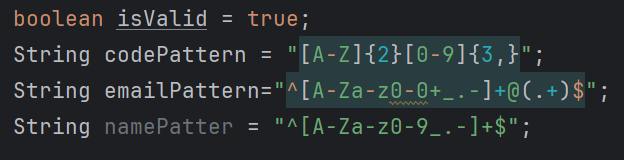 boolean isValid = true;
String codePattern = "[A-Z]{2}[0-9]{3,}";
String emailPattern="^[A-Za-z0-0+_.-]+@(.+)$";
String namePatter = "^[A-Za-z0-9_.-]+$";